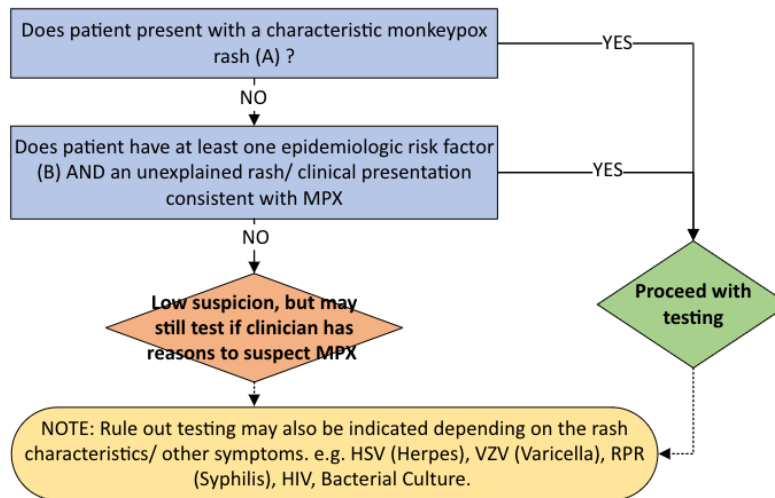 Does patient present with a characteristic monkeypox
rash (A) ?
YES
NO
Does patient have at least one epidemiologic risk factor
(B) AND an unexplained rash/ clinical presentation
consistent with MPX
YES
NO
Low suspicion, but may
still test if clinician has
reasons to suspect MPX
Proceed with
testing
NOTE: Rule out testing may also be indicated depending on the rash
characteristics/ other symptoms. e.g. HSV (Herpes), VZV (Varicella), RPR
(Syphilis), HIV, Bacterial Culture.